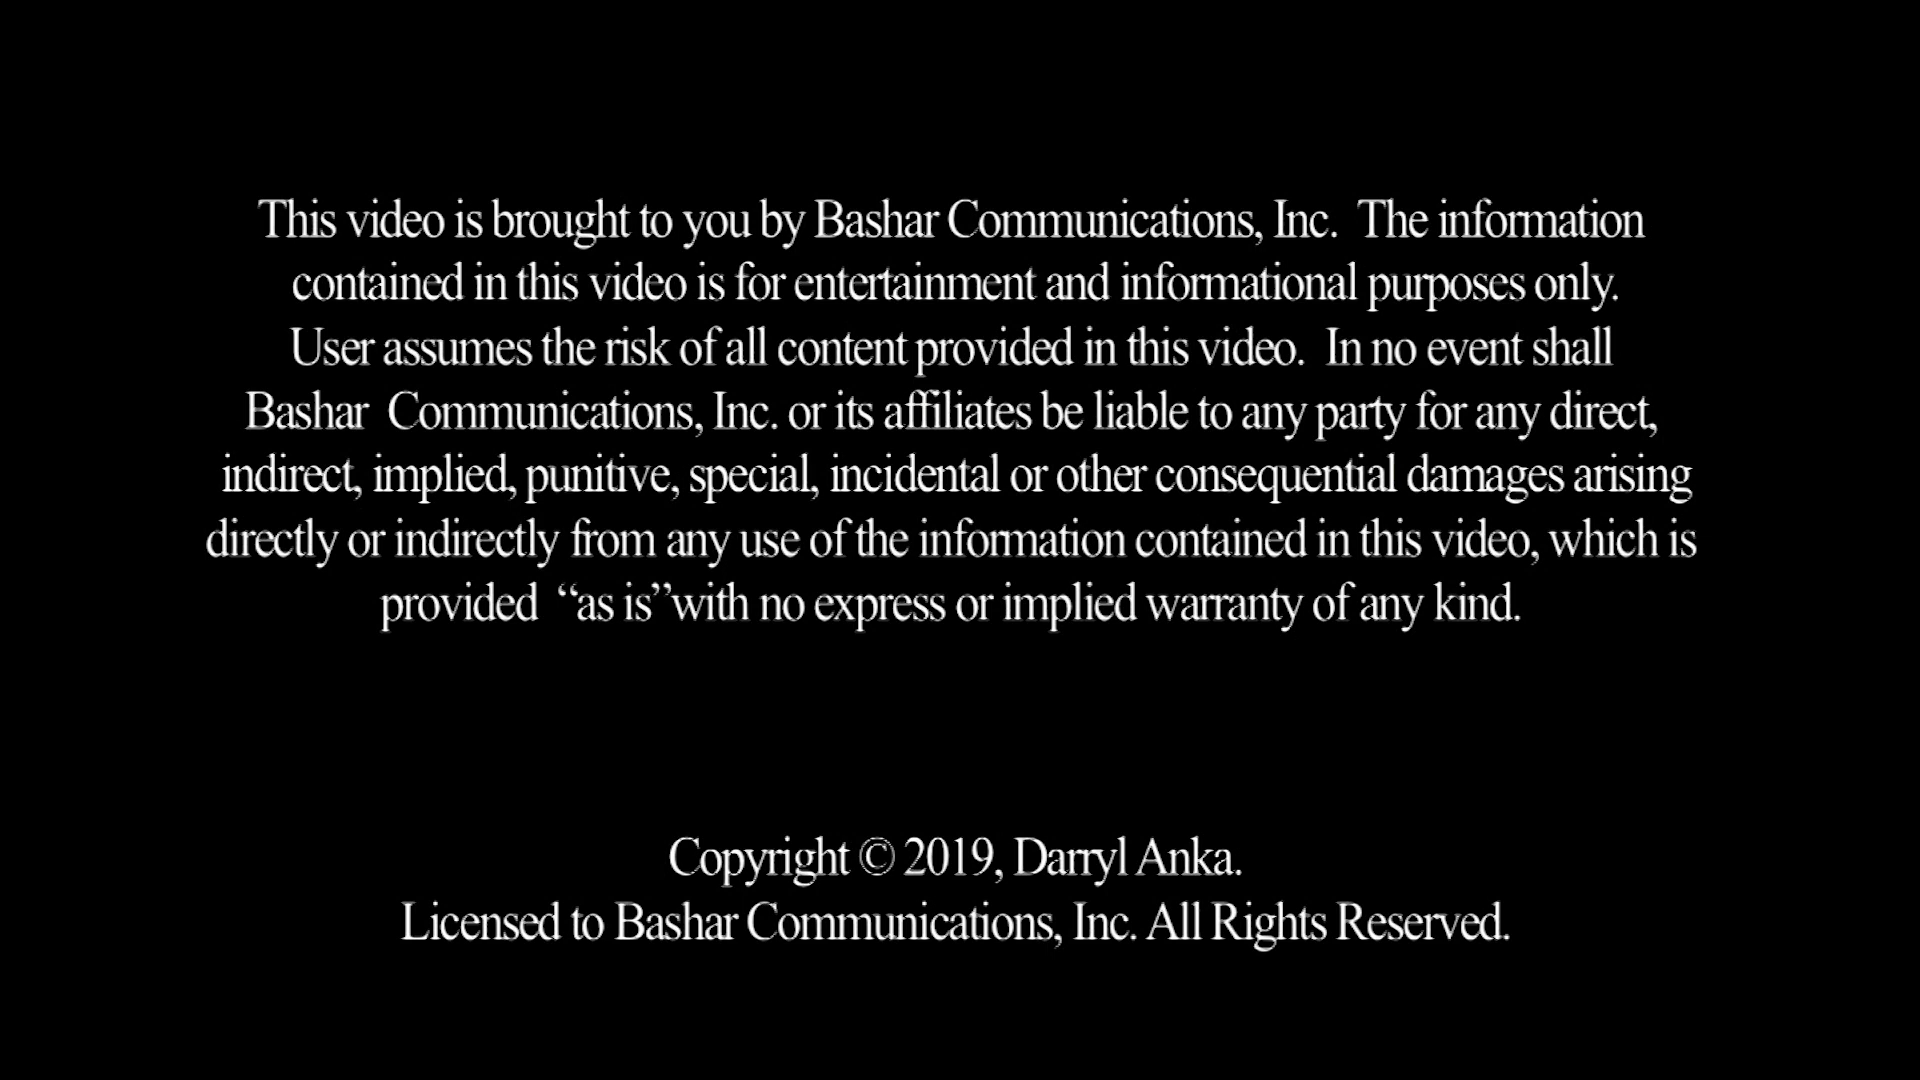 This video is brought to you by Bashar Communications, Inc.  The information
contained in this video is for entertainment and informational purposes only.
User assumes the risk of all content provided in this video.  In no event shall
Bashar  Communications, Inc. or its affiliates be liable to any party for any direct,
indirect, implied, punitive, special, incidental or other consequential damages arising
directly or indirectly from any use of the information contained in this video, which is
provided  “as is”with no express or implied warranty of any kind.
Copyright © 2019, Darryl Anka.
Licensed to Bashar Communications, Inc. All Rights Reserved.